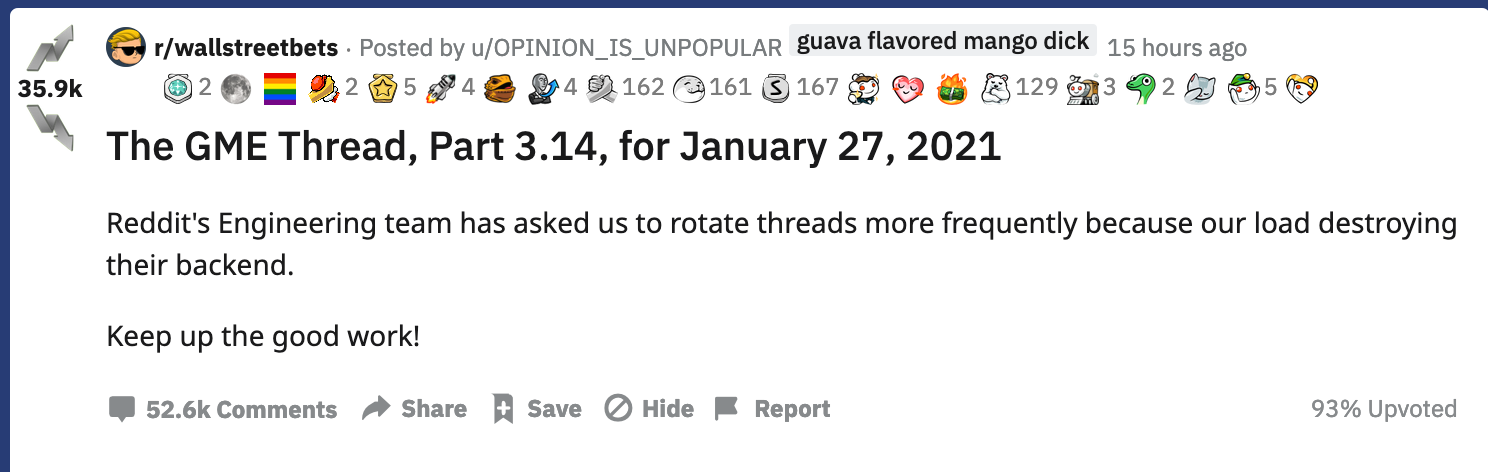 r/wallstreetbets · Posted by u/OPINION_IS_UNPOPULAR guava flavored mango dick 15 hours ago
35.9k 2 2 5 4 4 162 161 S 167 129 3 2 5
The GME Thread, Part 3.14, for January 27, 2021
Reddit's Engineering team has asked us to rotate threads more frequently because our load destroying
their backend.
Keep up the good work!
52.6k Comments Share Save Hide Report 93% Upvoted